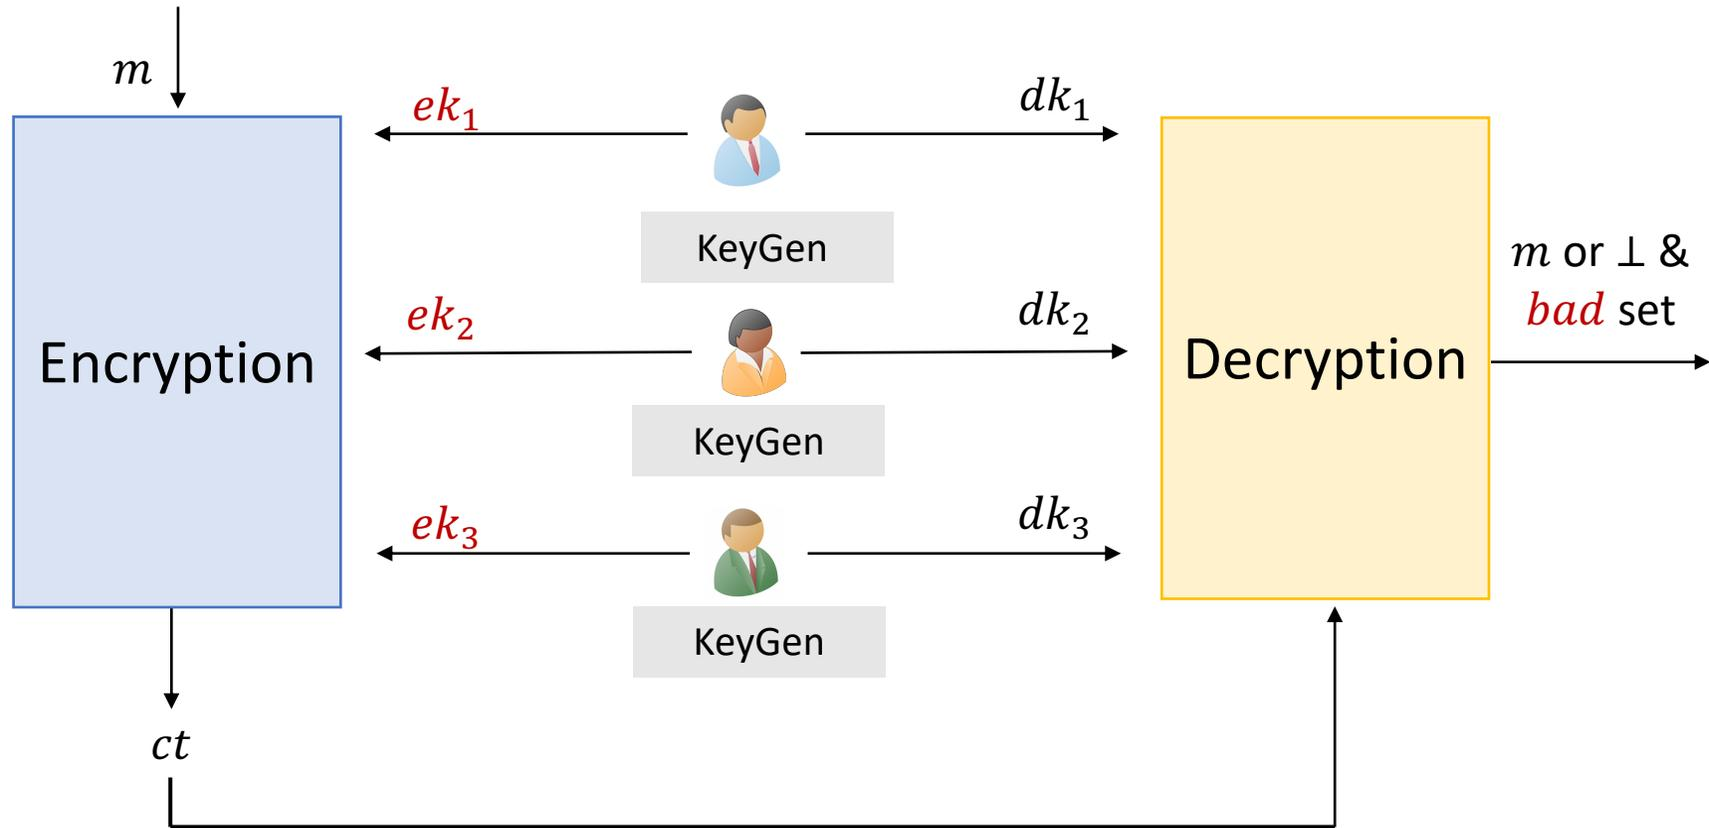 m
ek₁
dk₁
KeyGen
m or ⊥ &
bad set
ek₂
dk₂
Encryption
Decryption
KeyGen
ek₃
dk₃
KeyGen
ct